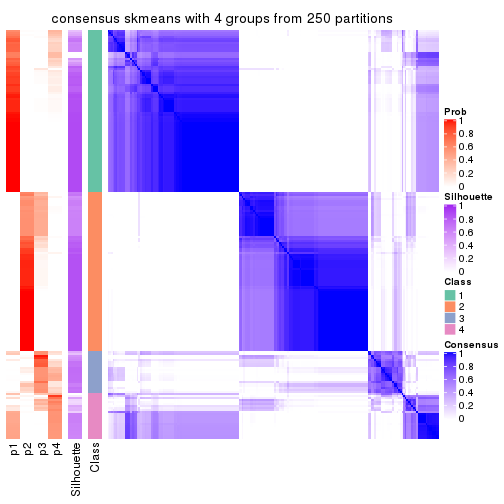 consensus skmeans with 4 groups from 250 partitions
Prob
1
0.8
0.6
0.4
0.2
0
Silhouette
1
0.8
0.6
0.4
0.2
0
Class
1
2
3
4
Consensus
1
0.8
0.6
0.4
0.2
0
p1
p2
p3
p4
Silhouette
Class